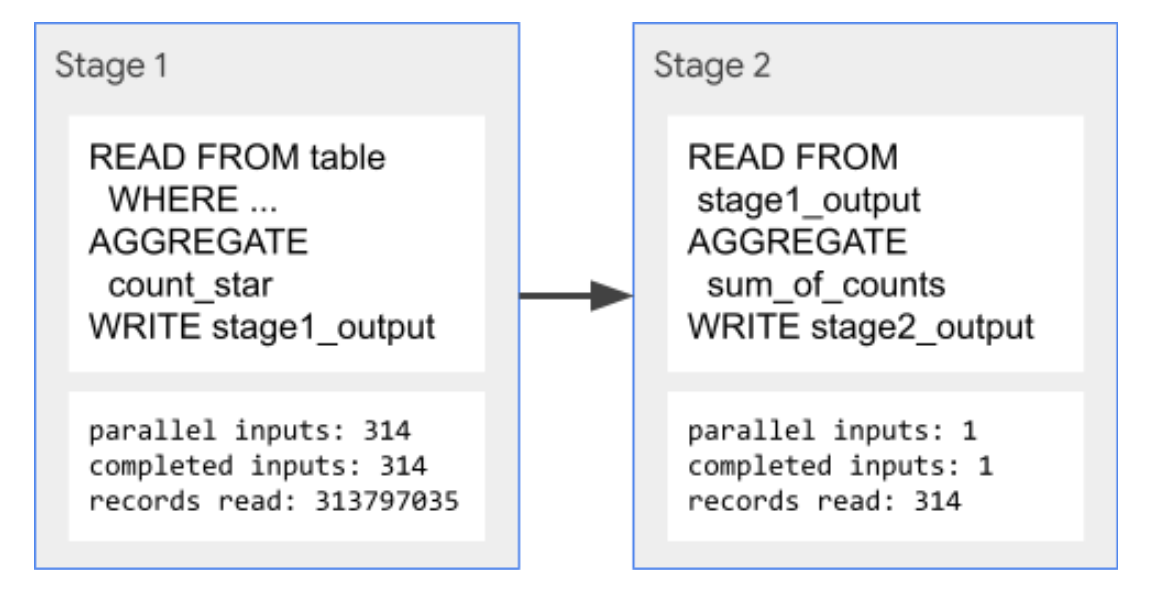 Stage 1
READ FROM table
WHERE ...
AGGREGATE
count_star
WRITE stage1_output
parallel inputs: 314
completed inputs: 314
records read: 313797035
Stage 2
READ FROM
stage1_output
AGGREGATE
sum_of_counts
WRITE stage2_output
parallel inputs: 1
completed inputs: 1
records read: 314